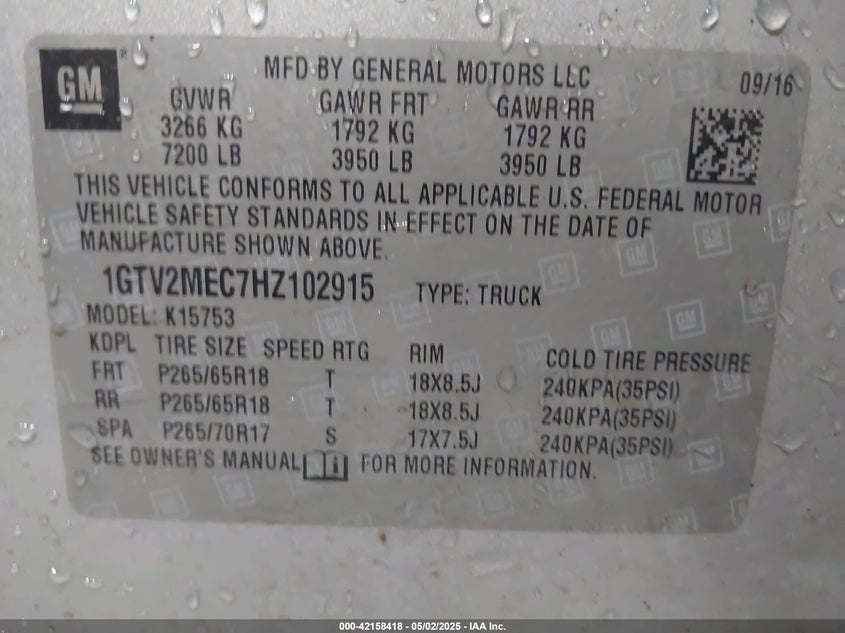 GM
MFD BY GENERAL MOTORS LLC
09/16
GVWR GAWR FRT GAWR RR
3266 KG 1792 KG 1792 KG
7200 LB 3950 LB 3950 LB
THIS VEHICLE CONFORMS TO ALL APPLICABLE U.S. FEDERAL MOTOR
VEHICLE SAFETY STANDARDS IN EFFECT ON THE DATE OF
MANUFACTURE SHOWN ABOVE.
1GTV2MEC7HZ102915 TYPE: TRUCK
MODEL: K15753
KDPL TIRE SIZE SPEED RTG RIM COLD TIRE PRESSURE
FRT P265/65R18 T 18X8.5J 240KPA(35PSI)
RR P265/65R18 T 18X8.5J 240KPA(35PSI)
SPA P265/70R17 S 17X7.5J 240KPA(35PSI)
SEE OWNER'S MANUAL FOR MORE INFORMATION.
000-42158418 - 05/02/2025 - IAA Inc.